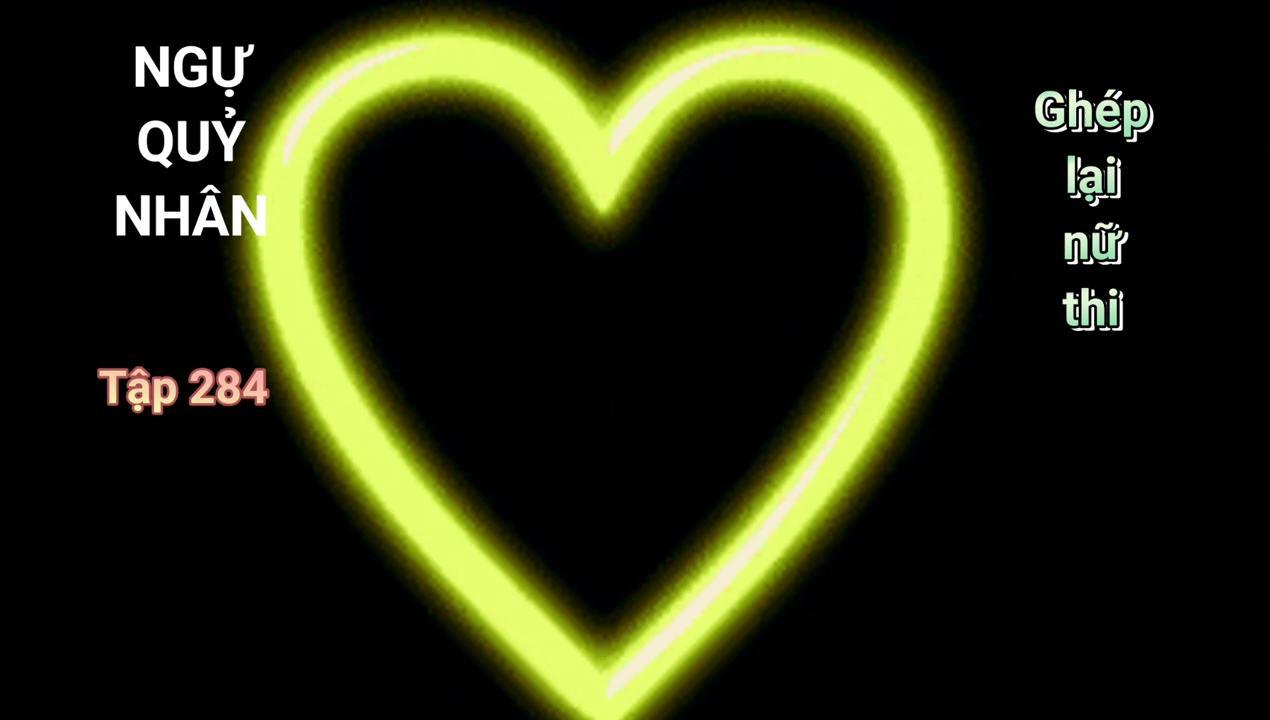 NGỰ
QUỶ
NHÂN
Tập 284
Ghép
lại
nữ
thi